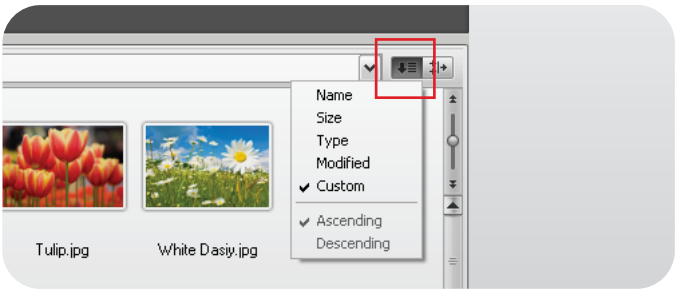 Name
Size
Type
Modified
Custom
Ascending
Descending
Tulip.jpg
White Dasiy.jpg